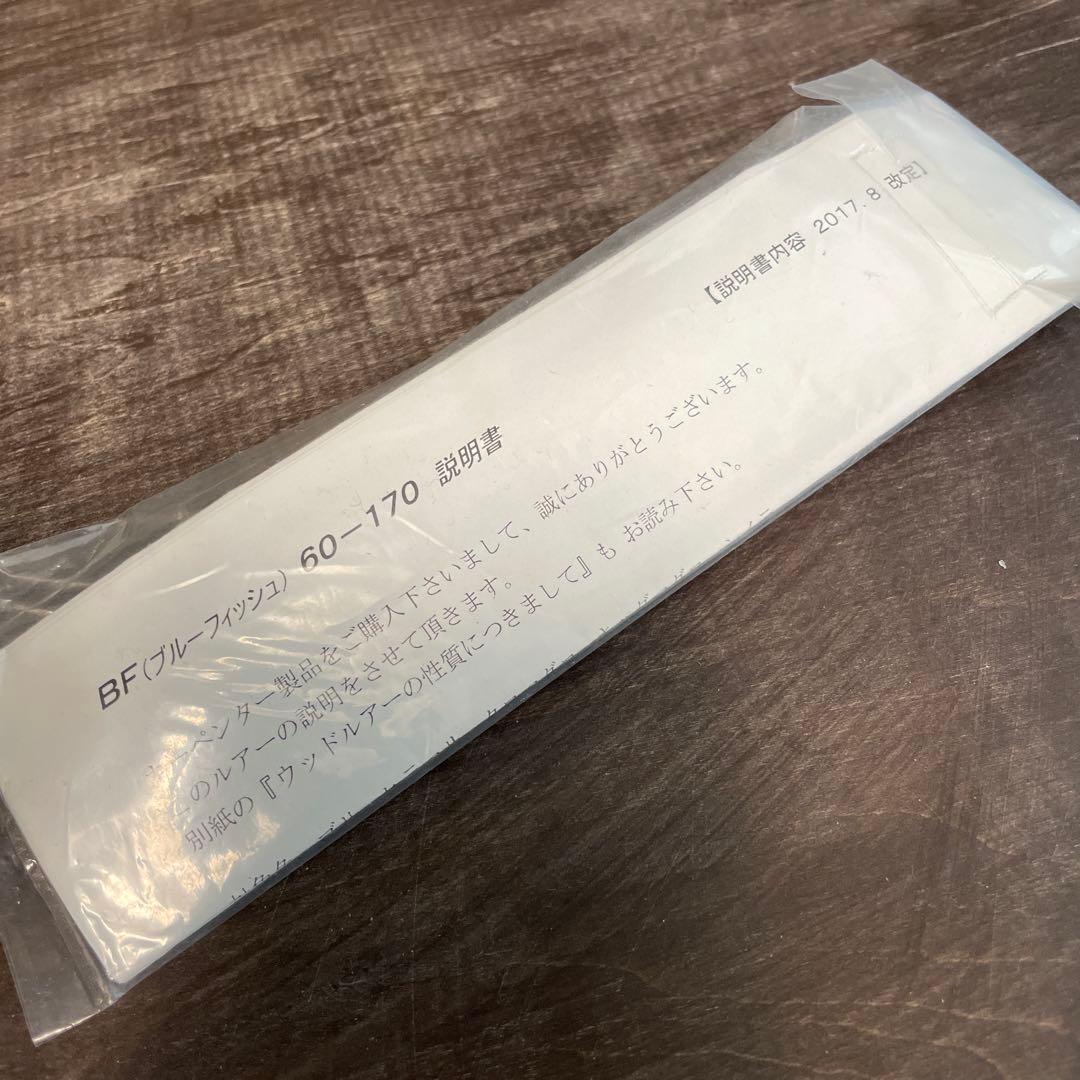 【説明書内容 2017.8 改定】
BF(ブルーフィッシュ) 60－170 説明書
ーペンター製品をご購入下さいまして、誠にありがとうございます。
このルアーの説明をさせて頂きます。
別紙の『ウッドルアーの性質につきまして』も お読み下さい。